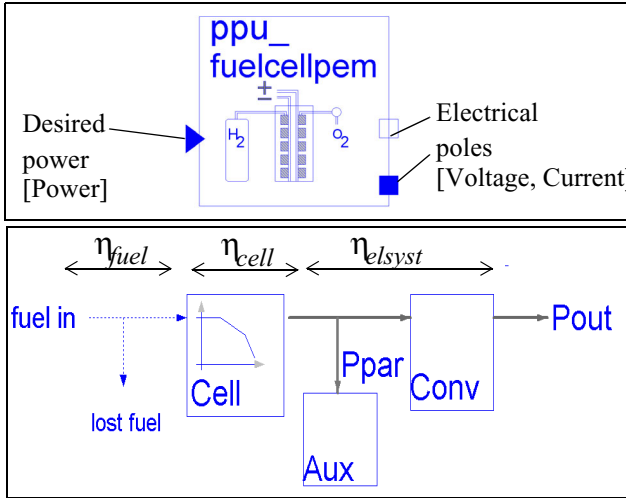 ppu_
fuelcellpem
±
H2
O2
Desired
power
[Power]
Electrical
poles
[Voltage, Current]
ηfuel
ηcell
ηelsyst
fuel in
lost fuel
Cell
Ppar
Aux
Conv
Pout